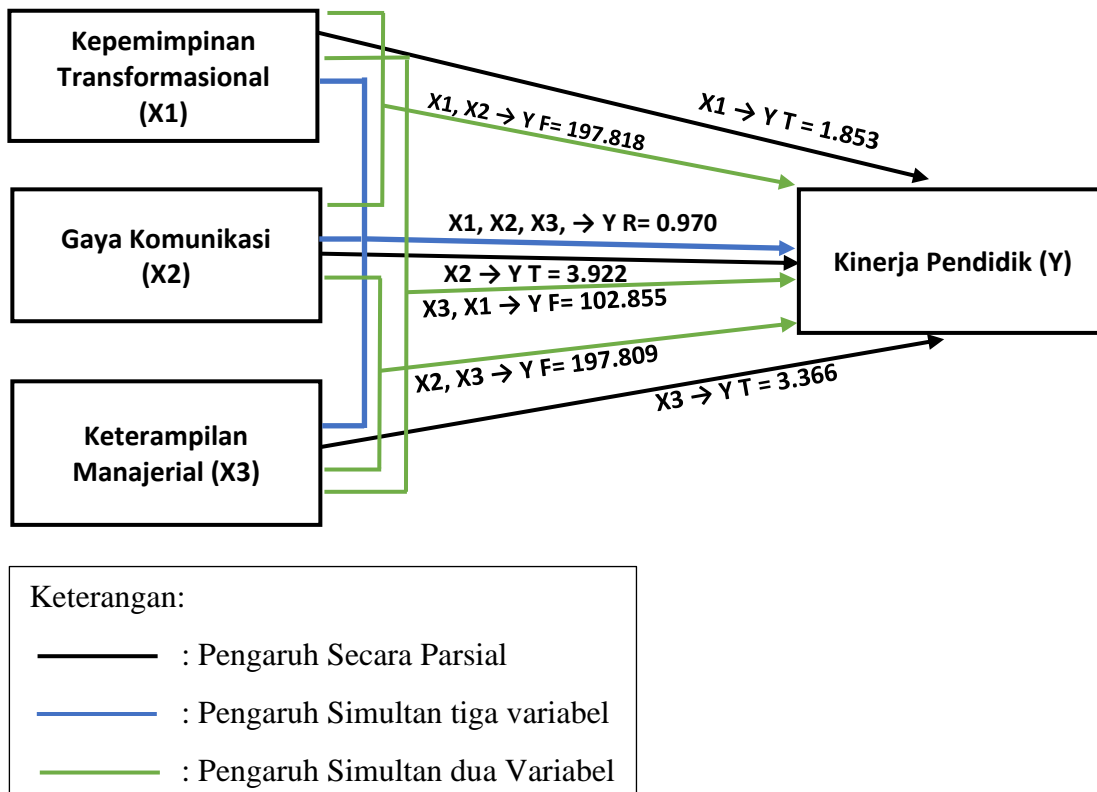 Kepemimpinan
Transformasional
(X1)
X1 → Y T = 1.853
X1, X2 → Y F= 197.818
Gaya Komunikasi
(X2)
X1, X2, X3, → Y R= 0.970
X2 → Y T = 3.922
X3, X1 → Y F= 102.855
Kinerja Pendidik (Y)
X2, X3 → Y F= 197.809
X3 → Y T = 3.366
Keterampilan
Manajerial (X3)
Keterangan:
: Pengaruh Secara Parsial
: Pengaruh Simultan tiga variabel
: Pengaruh Simultan dua Variabel